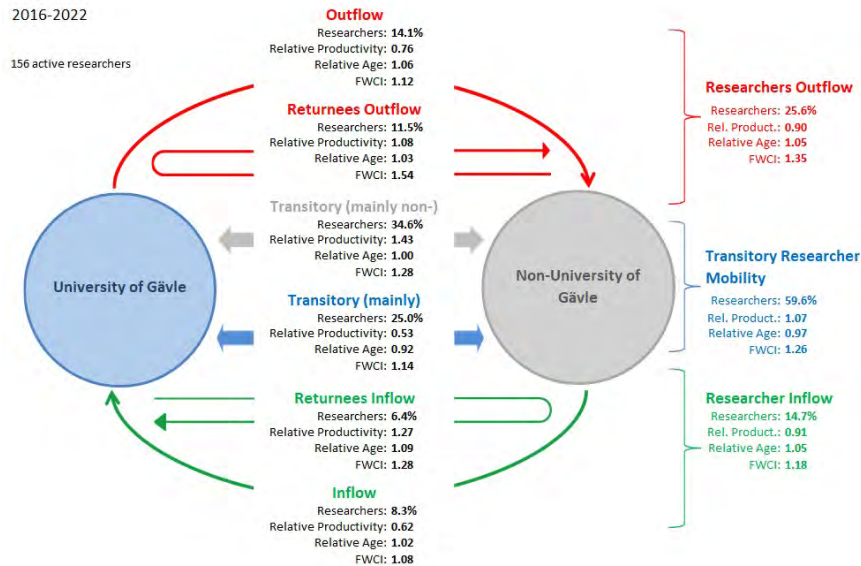 2016-2022
156 active researchers
Outflow
Researchers: 14.1%
Relative Productivity: 0.76
Relative Age: 1.06
FWCI: 1.12
Returnees Outflow
Researchers: 11.5%
Relative Productivity: 1.08
Relative Age: 1.03
FWCI: 1.54
Transitory (mainly non-)
Researchers: 34.6%
Relative Productivity: 1.43
Relative Age: 1.00
FWCI: 1.28
University of Gävle
Non-University of
Gävle
Transitory (mainly)
Researchers: 25.0%
Relative Productivity: 0.53
Relative Age: 0.92
FWCI: 1.14
Returnees Inflow
Researchers: 6.4%
Relative Productivity: 1.27
Relative Age: 1.09
FWCI: 1.28
Inflow
Researchers: 8.3%
Relative Productivity: 0.62
Relative Age: 1.02
FWCI: 1.08
Researchers Outflow
Researchers: 25.6%
Rel. Product.: 0.90
Relative Age: 1.05
FWCI: 1.35
Transitory Researcher
Mobility
Researchers: 59.6%
Rel. Product.: 1.07
Relative Age: 0.97
FWCI: 1.26
Researcher Inflow
Researchers: 14.7%
Rel. Product.: 0.91
Relative Age: 1.05
FWCI: 1.18